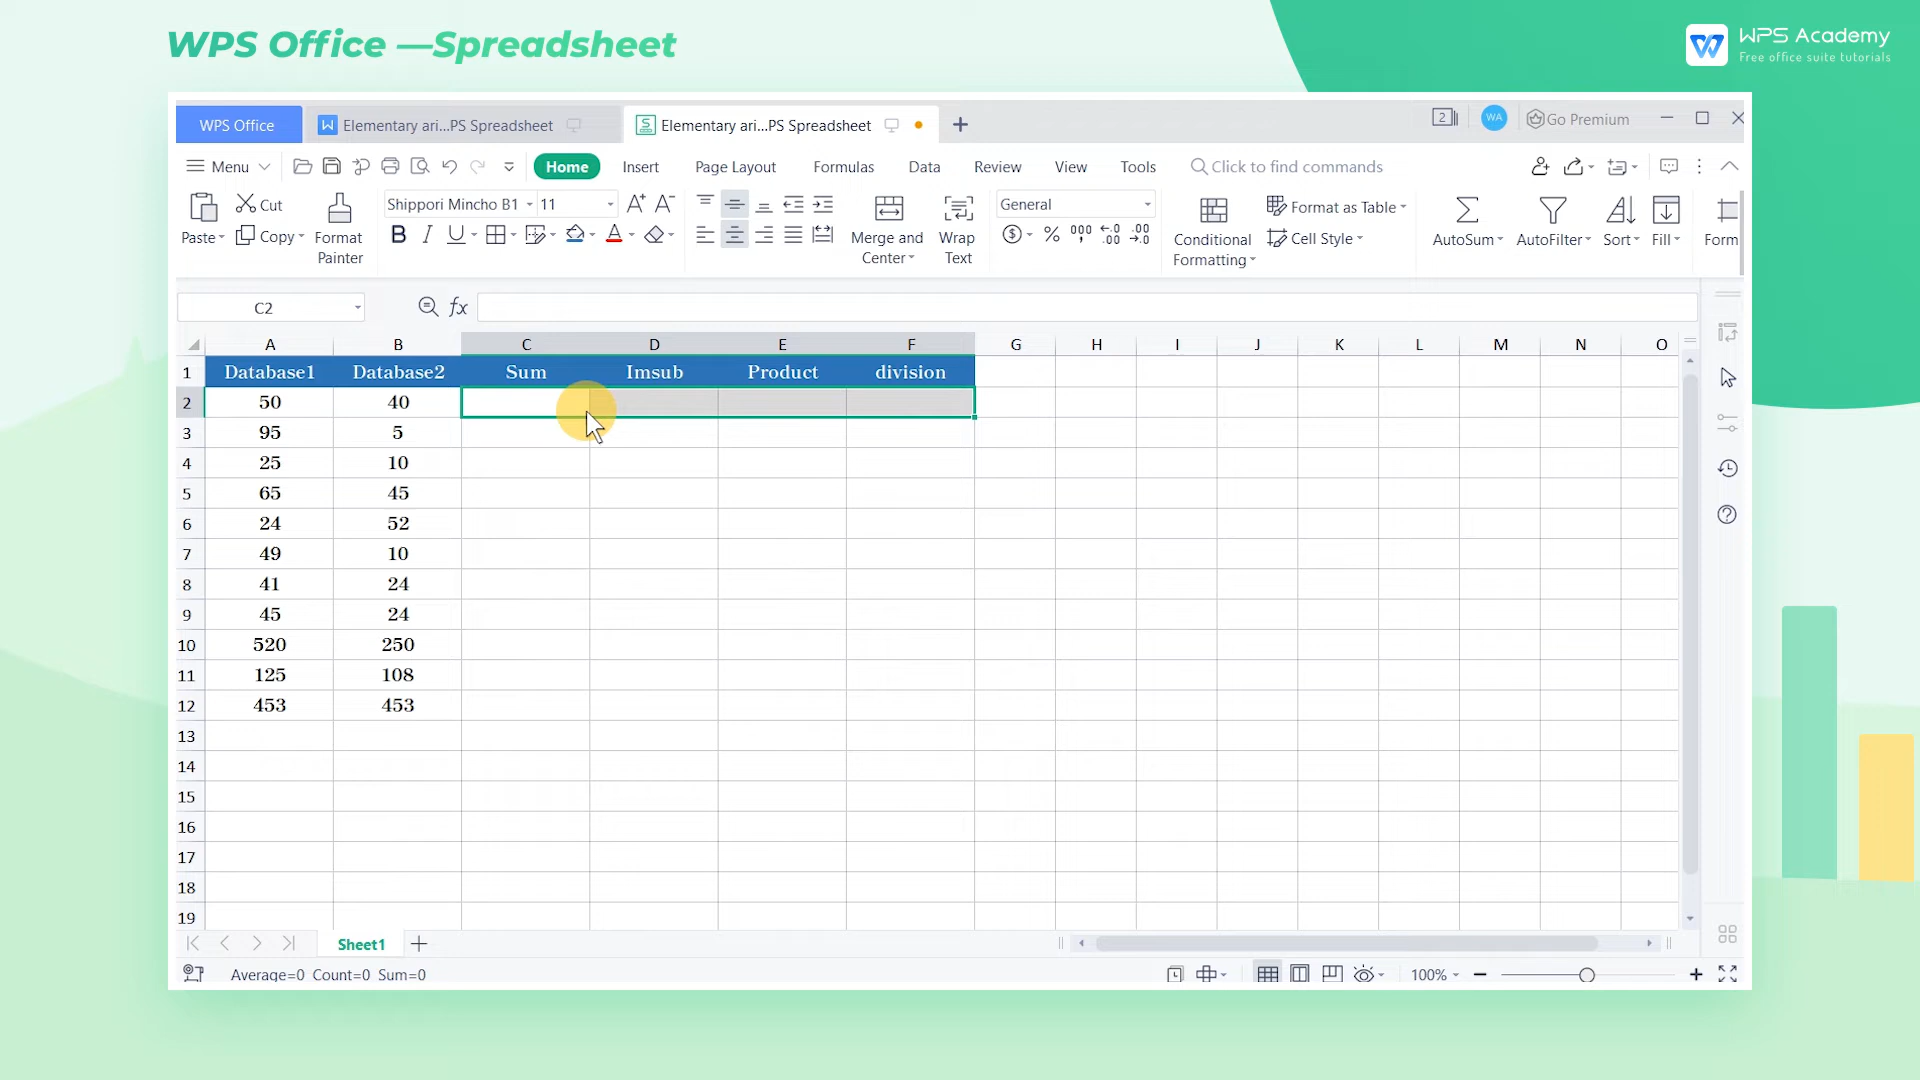 WPS Office —Spreadsheet
WPS Academy
Free office suite tutorials
WPS Office
Elementary ari...PS Spreadsheet
Elementary ari...PS Spreadsheet
2
WA
Go Premium
Menu
Home
Insert
Page Layout
Formulas
Data
Review
View
Tools
Click to find commands
Paste
Cut
Copy
Format
Painter
Shippori Mincho B1
11
Merge and
Center
Wrap
Text
General
Conditional
Formatting
Format as Table
Cell Style
AutoSum
AutoFilter
Sort
Fill
Form
C2
fx
A B C D E F G H I J K L M N O
1 Database1 Database2 Sum Imsub Product division
2 50 40
3 95 5
4 25 10
5 65 45
6 24 52
7 49 10
8 41 24
9 45 24
10 520 250
11 125 108
12 453 453
13
14
15
16
17
18
19
Sheet1
Average=0 Count=0 Sum=0
100%